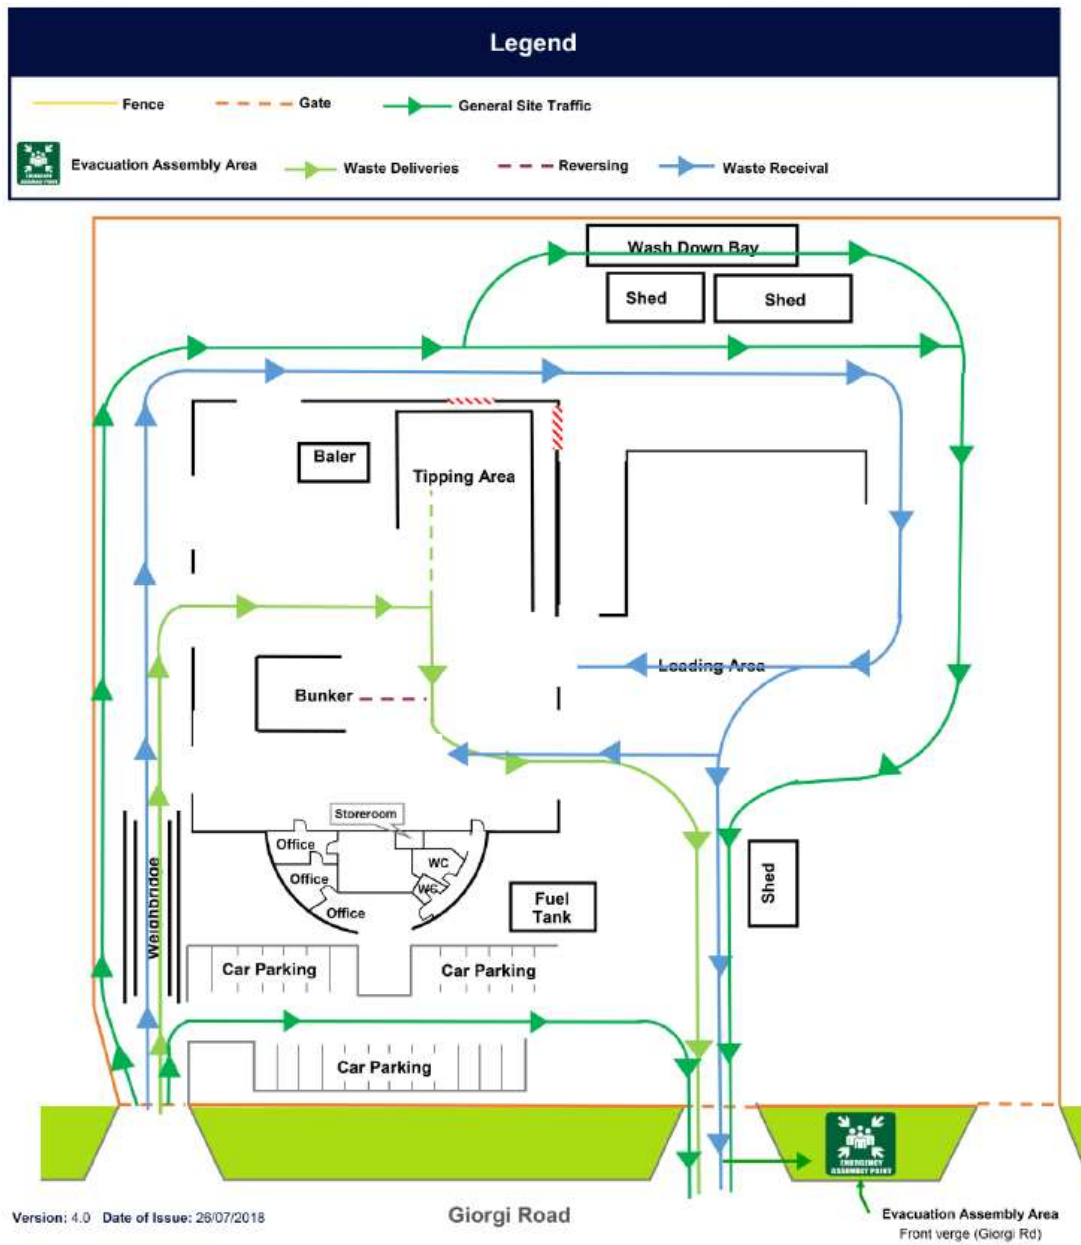 Legend
Fence
Gate
General Site Traffic
Evacuation Assembly Area
Waste Deliveries
Reversing
Waste Receival
Wash Down Bay
Shed
Shed
Baler
Tipping Area
Loading Area
Bunker
Storeroom
Office
WC
Office
WC
Office
Fuel
Tank
Shed
Weighbridge
Car Parking
Car Parking
Car Parking
EMERGENCY
ASSEMBLY POINT
Version: 4.0 Date of Issue: 26/07/2018
Giorgi Road
Evacuation Assembly Area
Front verge (Giorgi Rd)